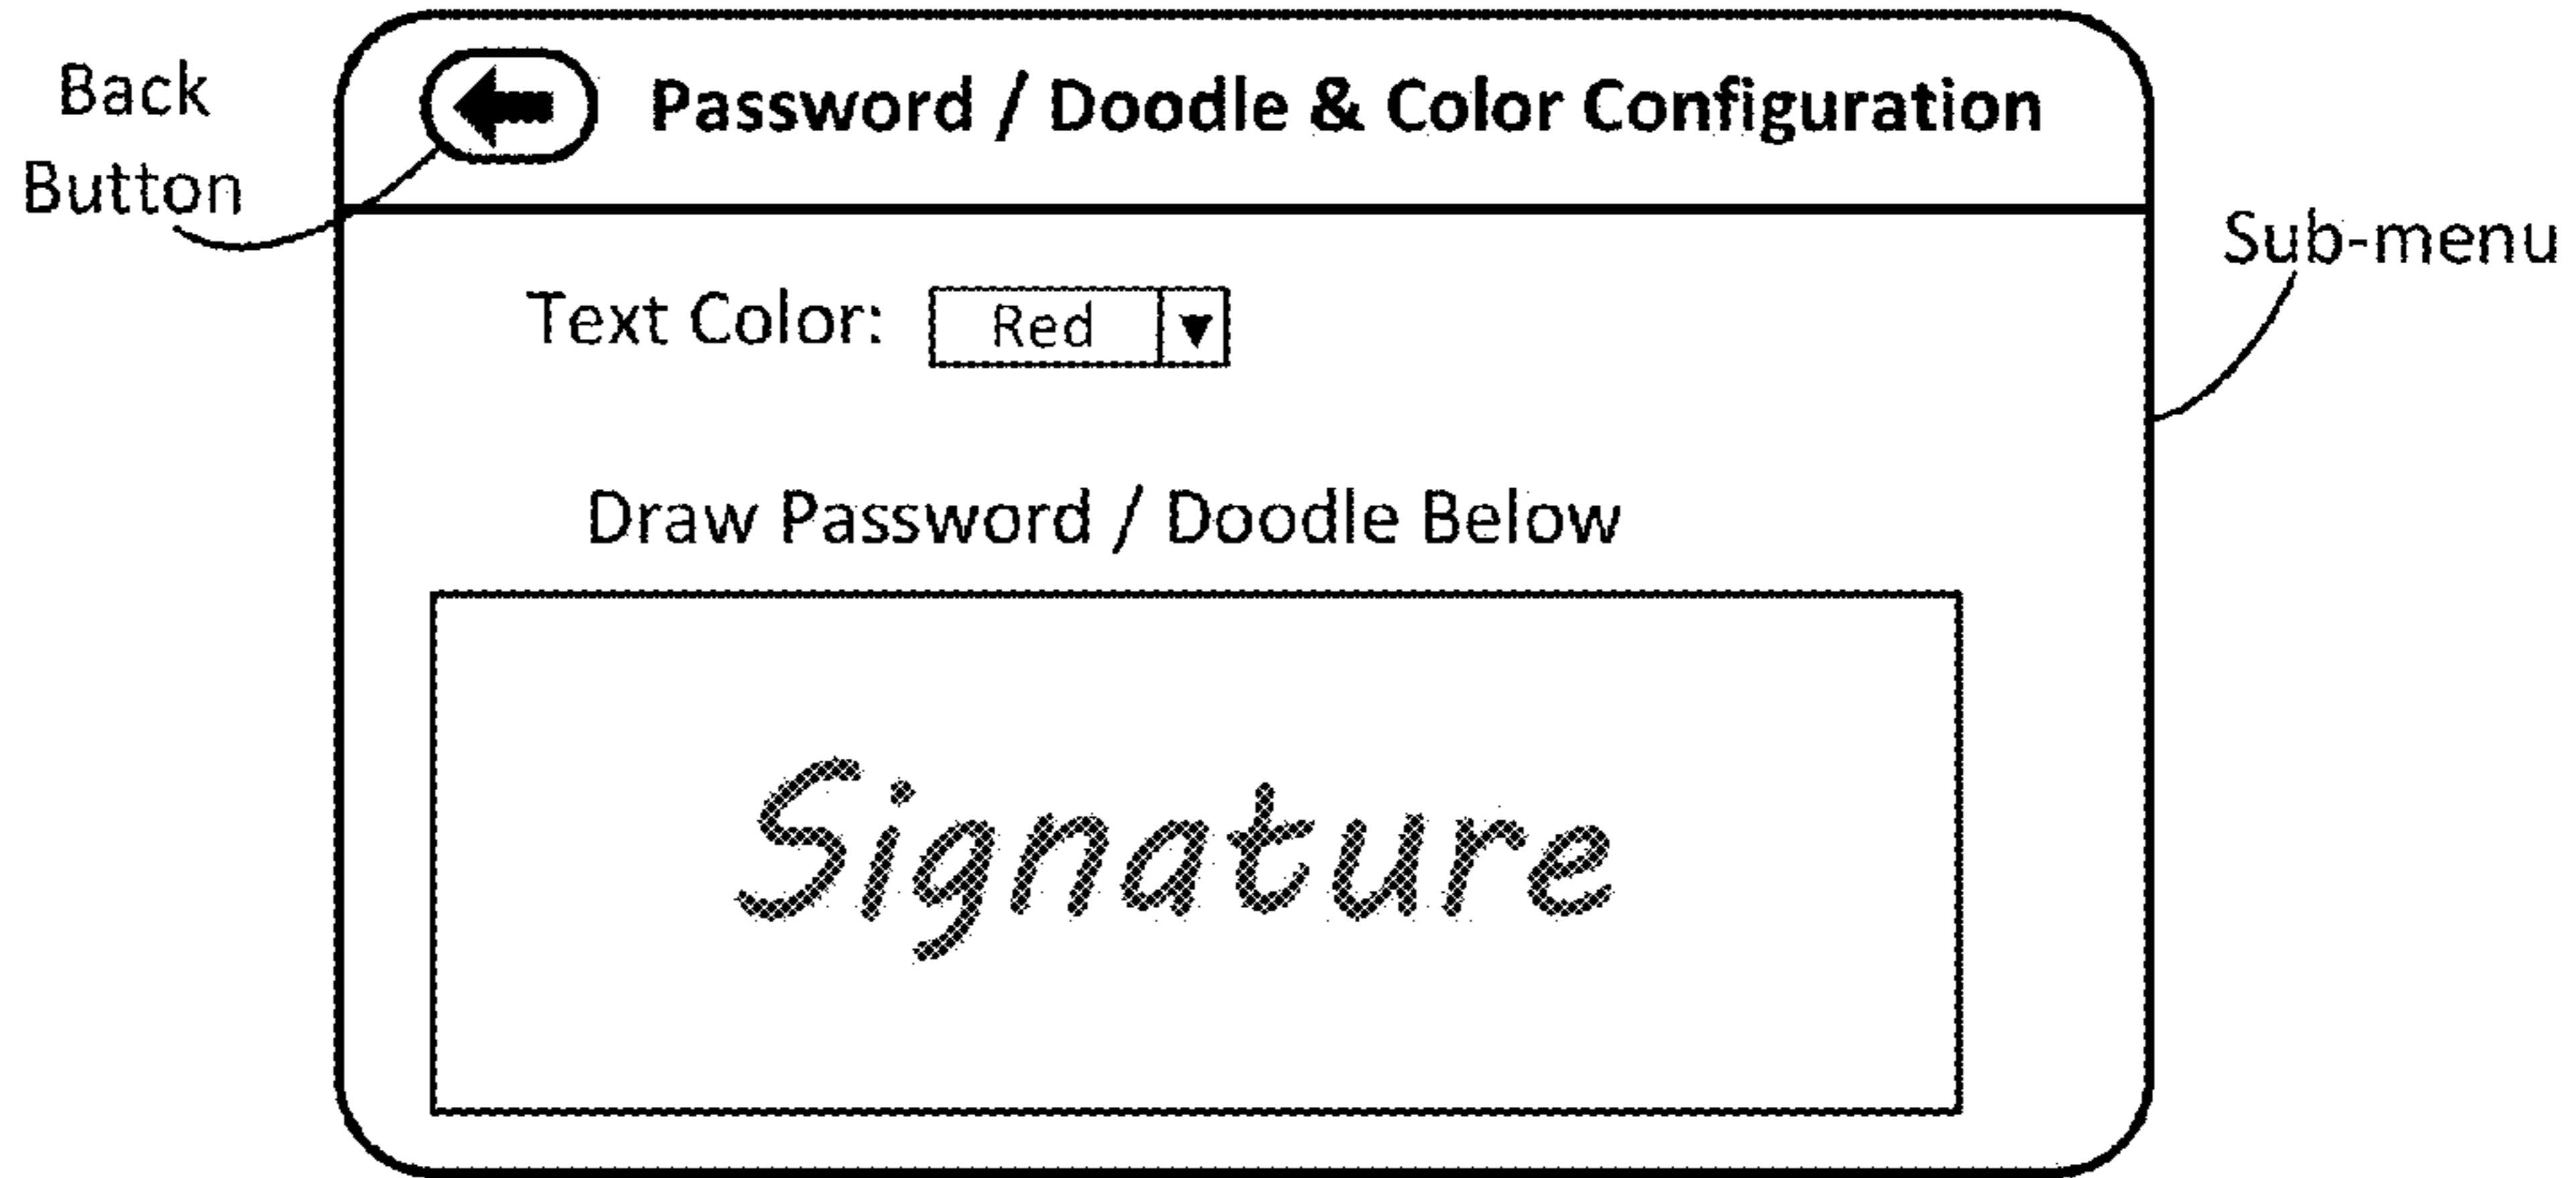 Back
Button
Password / Doodle & Color Configuration
Sub-menu
Text Color: Red
Draw Password / Doodle Below
Signature